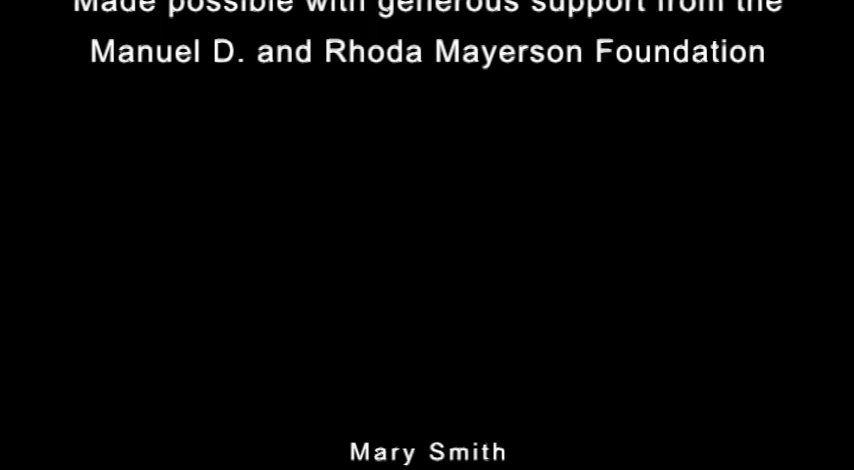 Made possible with generous support from the
Manuel D. and Rhoda Mayerson Foundation
Mary Smith